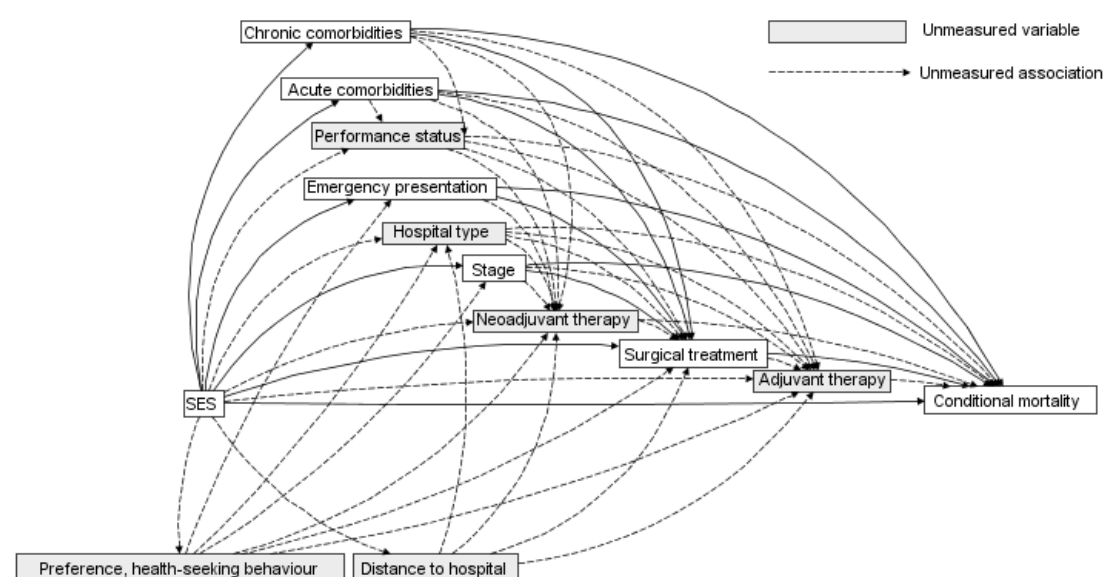 Chronic comorbidities
Unmeasured variable
Unmeasured association
Acute comorbidities
Performance status
Emergency presentation
Hospital type
Stage
Neoadjuvant therapy
Surgical treatment
Adjuvant therapy
SES
Conditional mortality
Preference, health-seeking behaviour
Distance to hospital